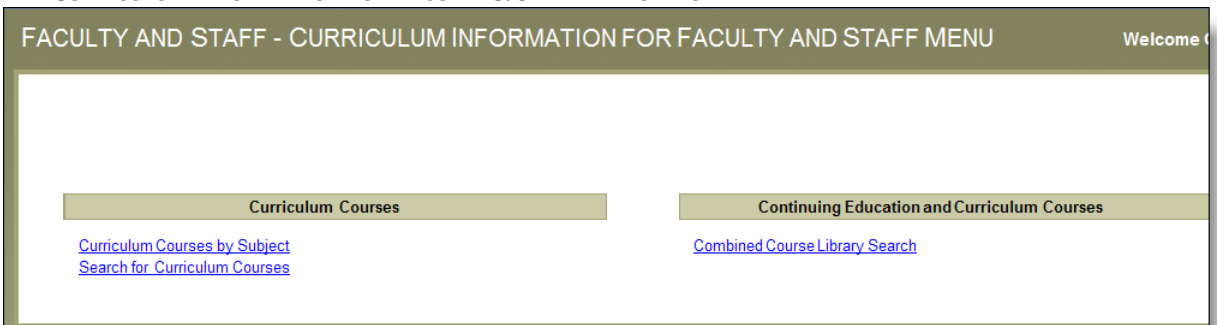 FACULTY AND STAFF - CURRICULUM INFORMATION FOR FACULTY AND STAFF MENU
Welcome
Curriculum Courses
Continuing Education and Curriculum Courses
Curriculum Courses by Subject
Combined Course Library Search
Search for Curriculum Courses